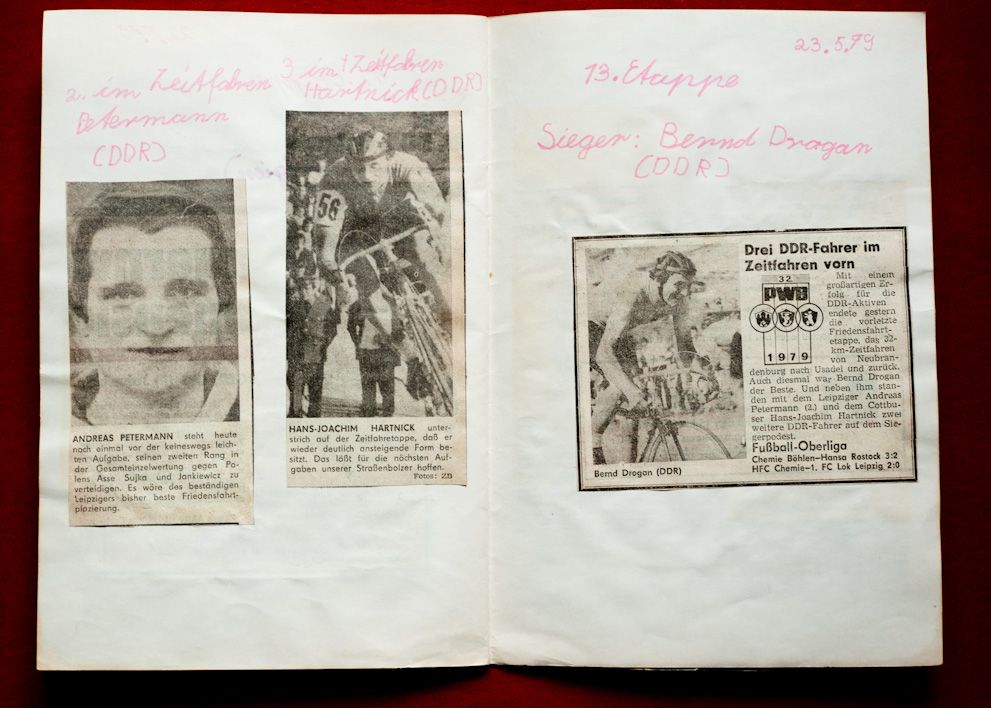 2. im Zeitfahren
Petermann
(DDR)
3 im Zeitfahren
Hartnick (DDR)
56
ANDREAS PETERMANN steht heute
noch einmal vor der keineswegs leich-
ten Aufgabe, seinen zweiten Rang in
der Gesamteinzelwertung gegen Po-
lens Asse Sujka und Jankiewicz zu
verteidigen. Es wäre des beständigen
Leipzigers bisher beste Friedensfahrt-
plazierung.
HANS-JOACHIM HARTNICK unter-
strich auf der Zeitfahretappe, daß er
wieder deutlich ansteigende Form be-
sitzt. Das läßt für die nächsten Auf-
gaben unserer Straßenbolzer hoffen.
Fotos: ZB
23.5.79
13. Etappe
Sieger: Bernd Drogan
(DDR)
Bernd Drogan (DDR)
Drei DDR-Fahrer im
Zeitfahren vorn
32
PWB
1979
Mit einem
großartigen Er-
folg für die
DDR-Aktiven
endete gestern
die vorletzte
Friedensfahrt-
etappe, das 32-
km-Zeitfahren
von Neubran-
denburg nach Usadel und zurück.
Auch diesmal war Bernd Drogan
der Beste. Und neben ihm stan-
den mit dem Leipziger Andreas
Petermann (2.) und dem Cottbu-
ser Hans-Joachim Hartnick zwei
weitere DDR-Fahrer auf dem Sie-
gerpodest.
Fußball-Oberliga
Chemie Böhlen–Hansa Rostock 3:2
HFC Chemie–1. FC Lok Leipzig 2:0